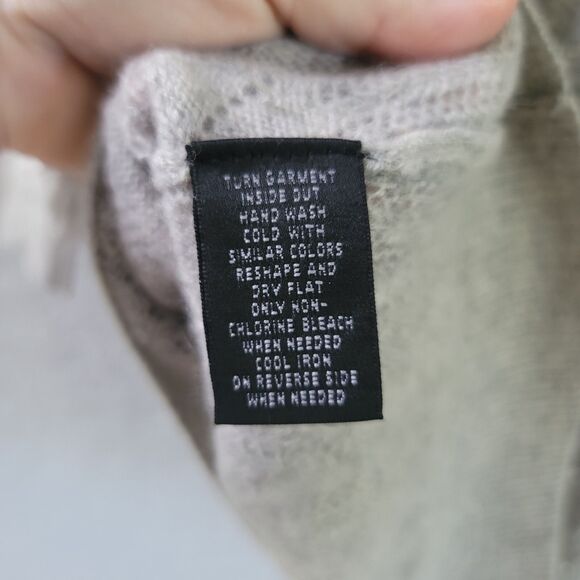 TURN GARMENT
INSIDE OUT
HAND WASH
COLD WITH
SIMILAR COLORS
RESHAPE AND
DRY FLAT
ONLY NON-
CHLORINE BLEACH
WHEN NEEDED
COOL IRON
ON REVERSE SIDE
WHEN NEEDED